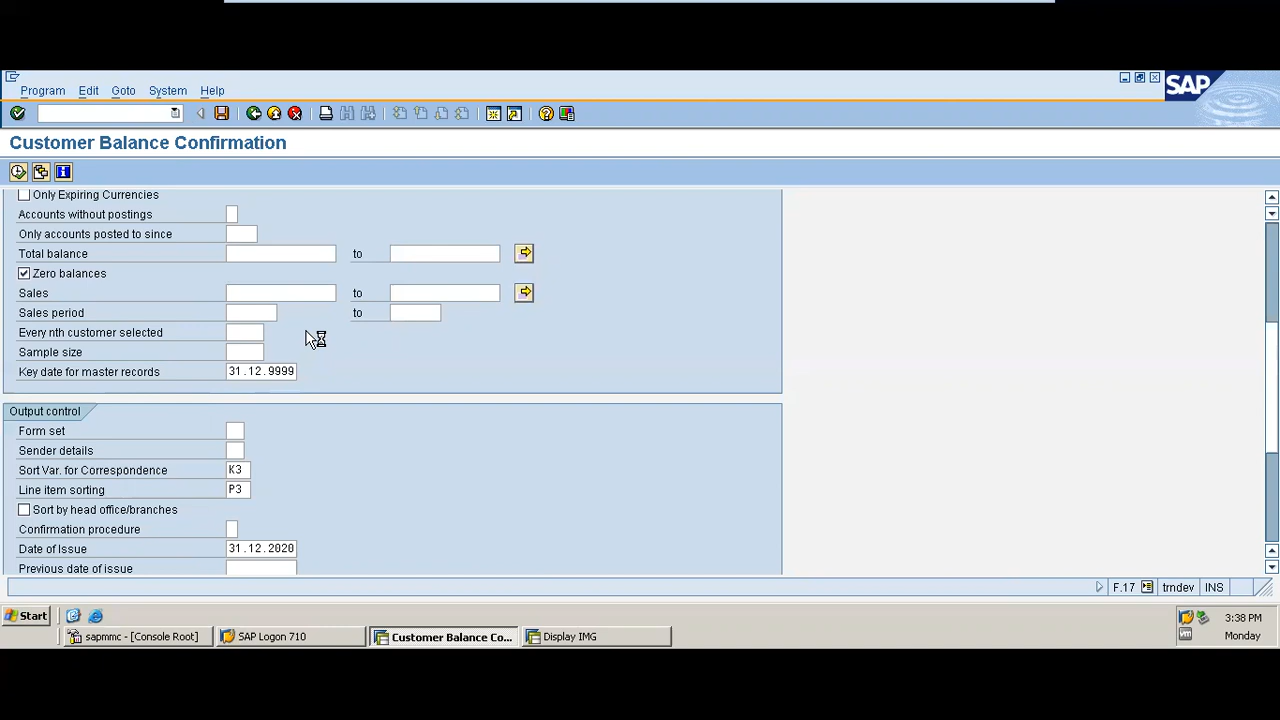 Program Edit Goto System Help
SAP
Customer Balance Confirmation
Only Expiring Currencies
Accounts without postings
Only accounts posted to since
Total balance to
Zero balances
Sales to
Sales period to
Every nth customer selected
Sample size
Key date for master records 31.12.9999
Output control
Form set
Sender details
Sort Var. for Correspondence K3
Line item sorting P3
Sort by head office/branches
Confirmation procedure
Date of Issue 31.12.2020
Previous date of issue
F.17 trndev INS
Start
sapmmc - [Console Root] SAP Logon 710 Customer Balance Co... Display IMG
3:38 PM
Monday